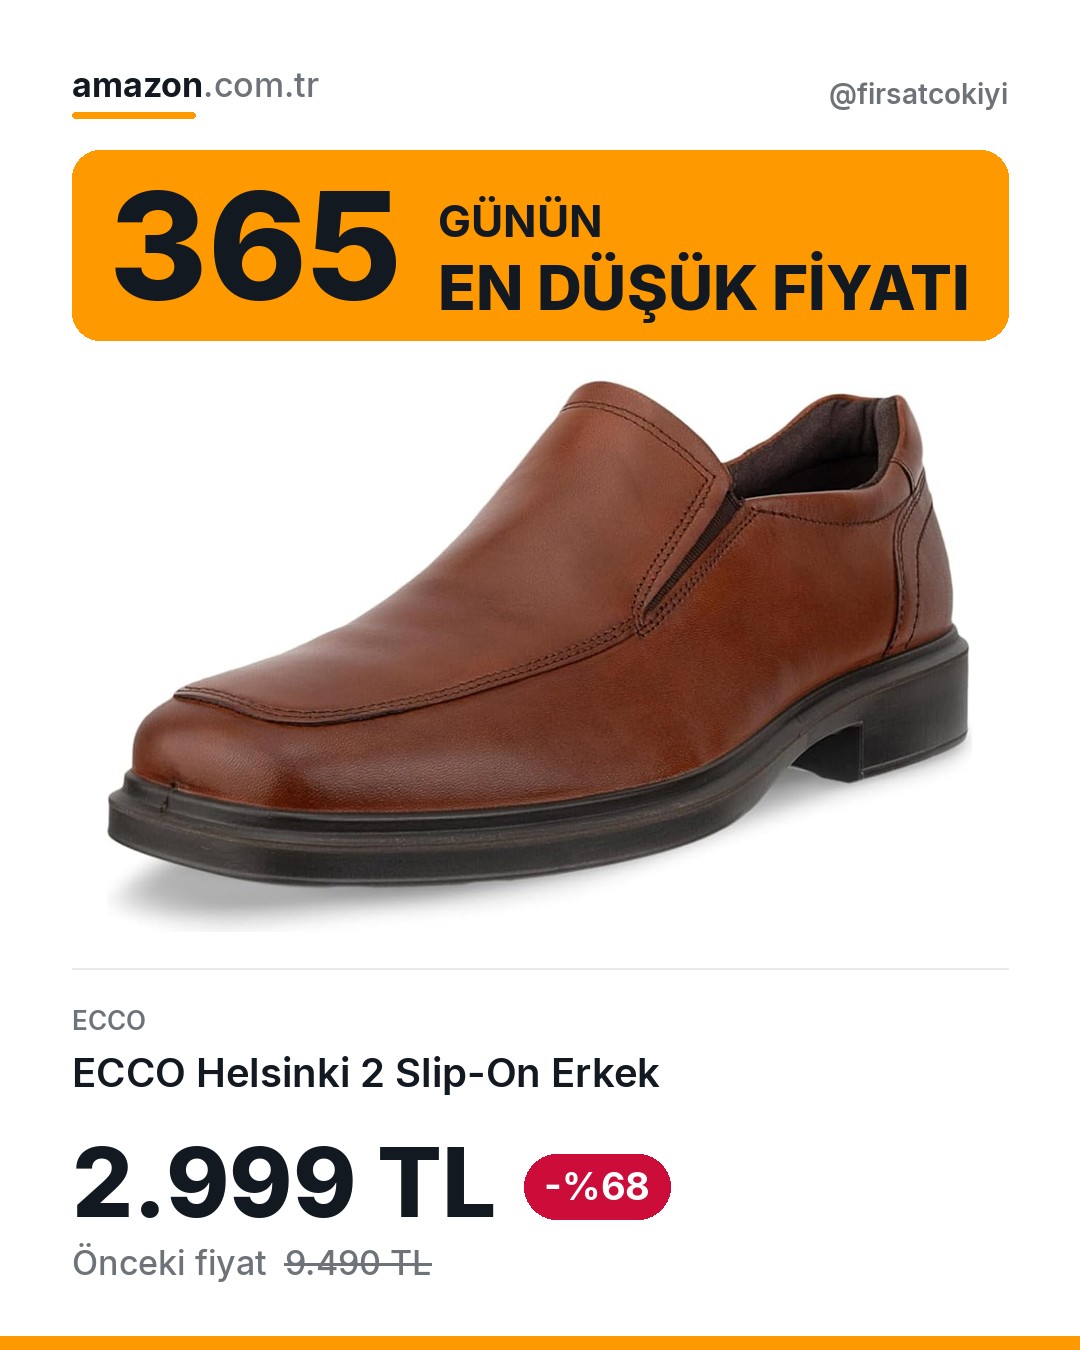 amazon.com.tr
@firsatcokiyi
365 GÜNÜN
EN DÜŞÜK FİYATI
ECCO
ECCO Helsinki 2 Slip-On Erkek
2.999 TL -%68
Önceki fiyat 9.490 TL